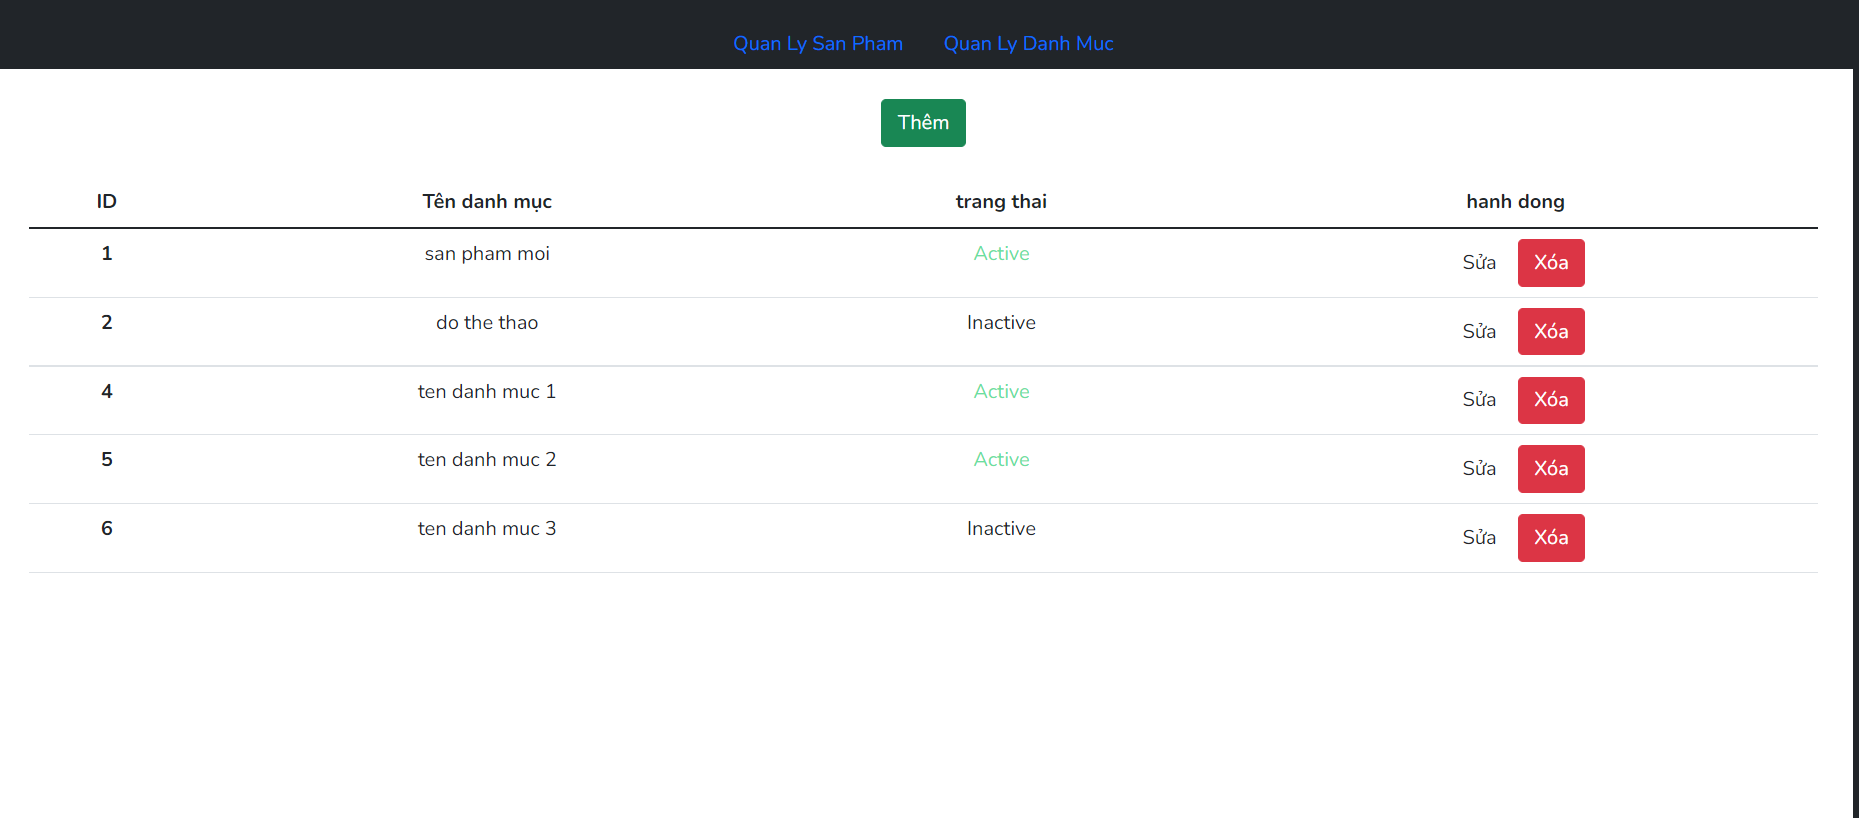 Quan Ly San Pham Quan Ly Danh Muc
Thêm
ID Tên danh mục trang thai hanh dong
1 san pham moi Active Sửa Xóa
2 do the thao Inactive Sửa Xóa
4 ten danh muc 1 Active Sửa Xóa
5 ten danh muc 2 Active Sửa Xóa
6 ten danh muc 3 Inactive Sửa Xóa